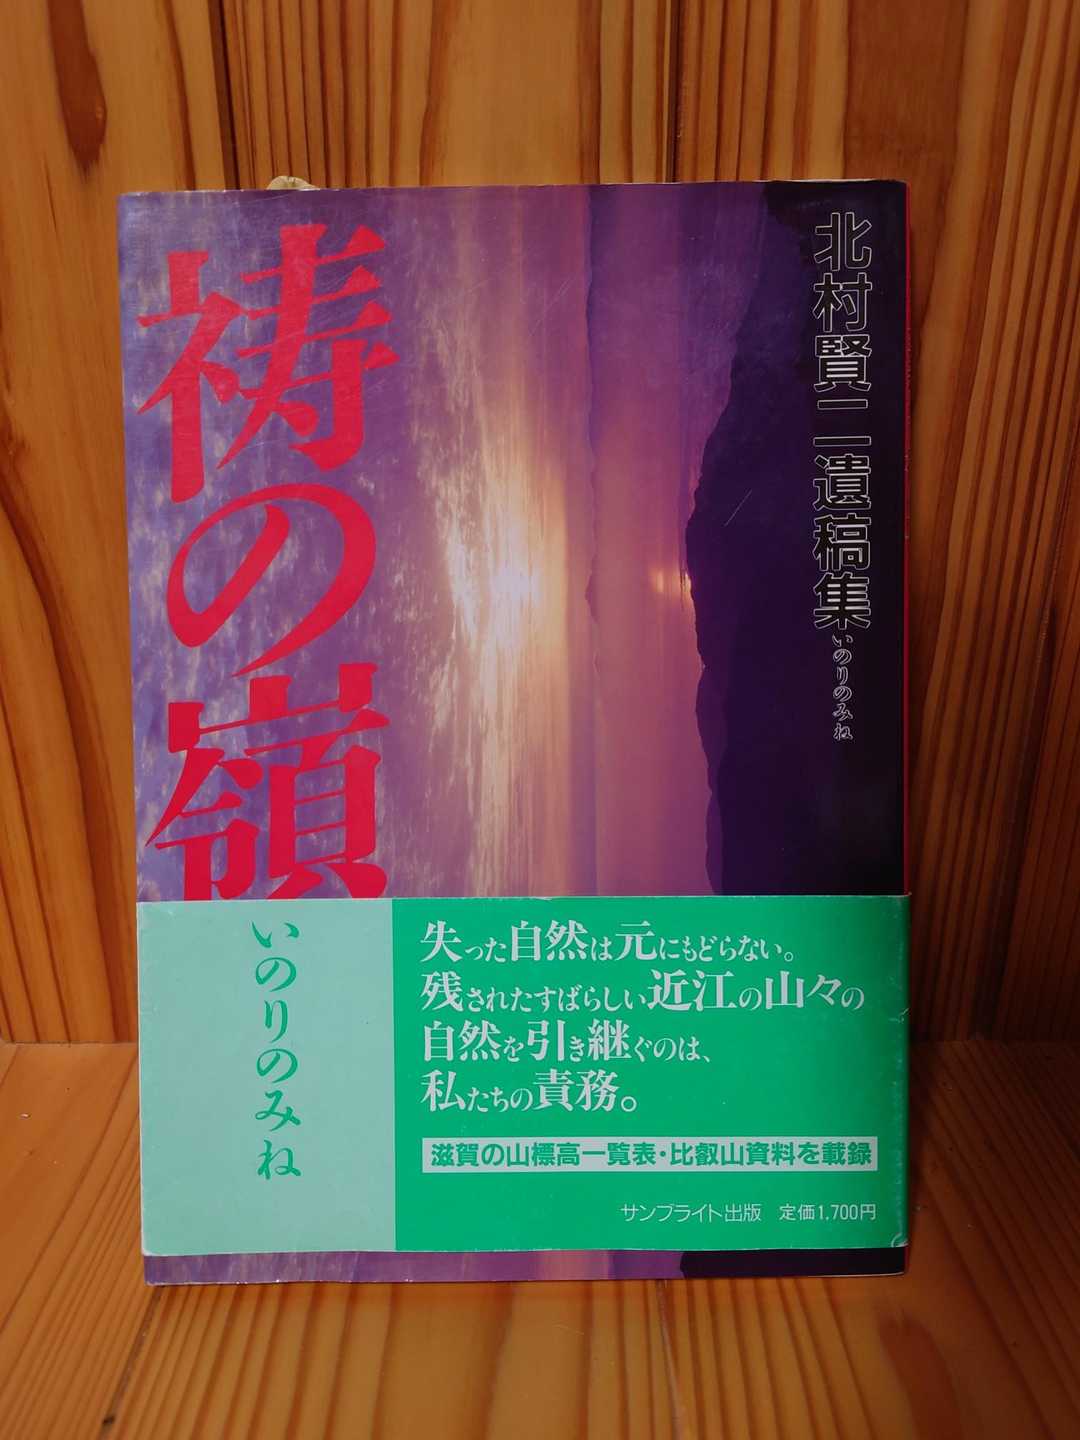 北村賢二遺稿集
いのりのみね
祷の嶺
いのりのみね
失った自然は元にもどらない。
残されたすばらしい近江の山々の
自然を引き継ぐのは、
私たちの責務。
滋賀の山標高一覧表・比叡山資料を載録
サンブライト出版 定価1,700円